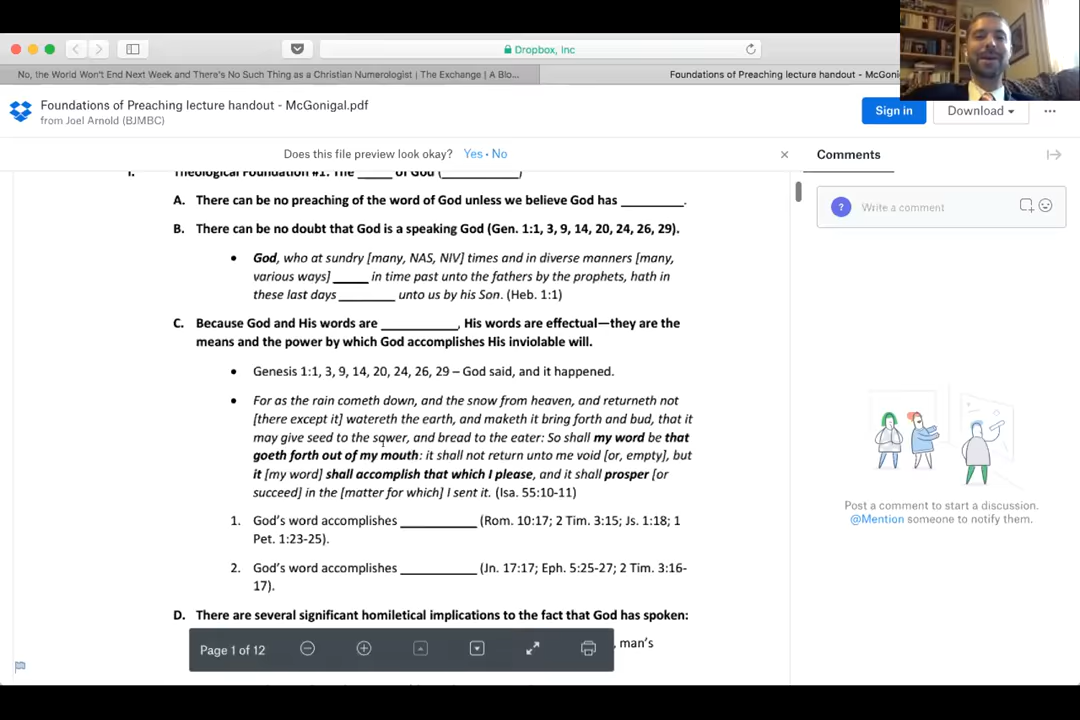 Dropbox, Inc
No, the World Won't End Next Week and There's No Such Thing as a Christian Numerologist | The Exchange | A Blo...
Foundations of Preaching lecture handout - McGoni
Foundations of Preaching lecture handout - McGonigal.pdf
from Joel Arnold (BJMBC)
Sign in
Download
Does this file preview look okay? Yes · No
Comments
? Write a comment
I. Theological Foundation #1: The _____ of God (__________)
A. There can be no preaching of the word of God unless we believe God has ________.
B. There can be no doubt that God is a speaking God (Gen. 1:1, 3, 9, 14, 20, 24, 26, 29).
• God, who at sundry [many, NAS, NIV] times and in diverse manners [many,
various ways] _____ in time past unto the fathers by the prophets, hath in
these last days ________ unto us by his Son. (Heb. 1:1)
C. Because God and His words are __________, His words are effectual—they are the
means and the power by which God accomplishes His inviolable will.
• Genesis 1:1, 3, 9, 14, 20, 24, 26, 29 – God said, and it happened.
• For as the rain cometh down, and the snow from heaven, and returneth not
[there except it] watereth the earth, and maketh it bring forth and bud, that it
may give seed to the sower, and bread to the eater: So shall my word be that
goeth forth out of my mouth: it shall not return unto me void [or, empty], but
it [my word] shall accomplish that which I please, and it shall prosper [or
succeed] in the [matter for which] I sent it. (Isa. 55:10-11)
1. God's word accomplishes __________ (Rom. 10:17; 2 Tim. 3:15; Js. 1:18; 1
Pet. 1:23-25).
2. God's word accomplishes __________ (Jn. 17:17; Eph. 5:25-27; 2 Tim. 3:16-
17).
D. There are several significant homiletical implications to the fact that God has spoken:
, man's
Page 1 of 12
Post a comment to start a discussion.
@Mention someone to notify them.